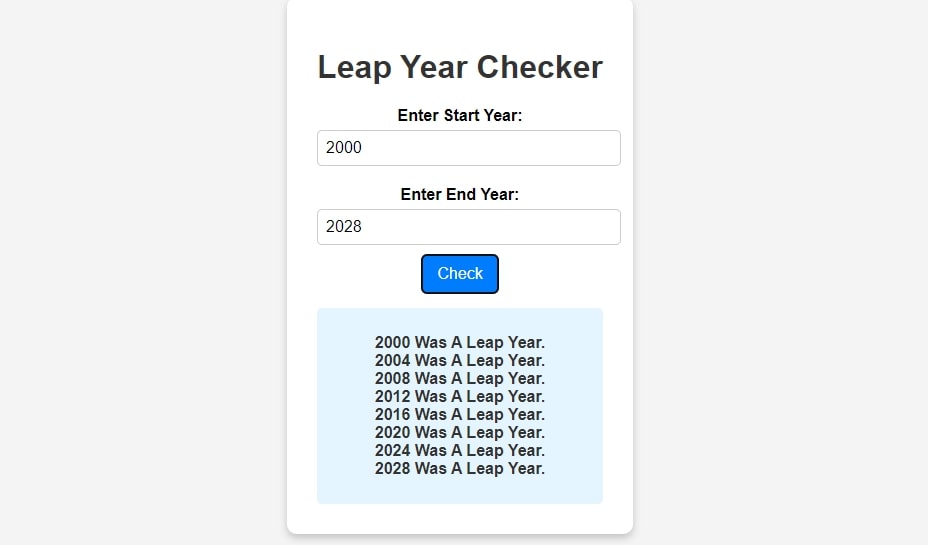 Leap Year Checker
Enter Start Year:
2000
Enter End Year:
2028
Check
2000 Was A Leap Year.
2004 Was A Leap Year.
2008 Was A Leap Year.
2012 Was A Leap Year.
2016 Was A Leap Year.
2020 Was A Leap Year.
2024 Was A Leap Year.
2028 Was A Leap Year.